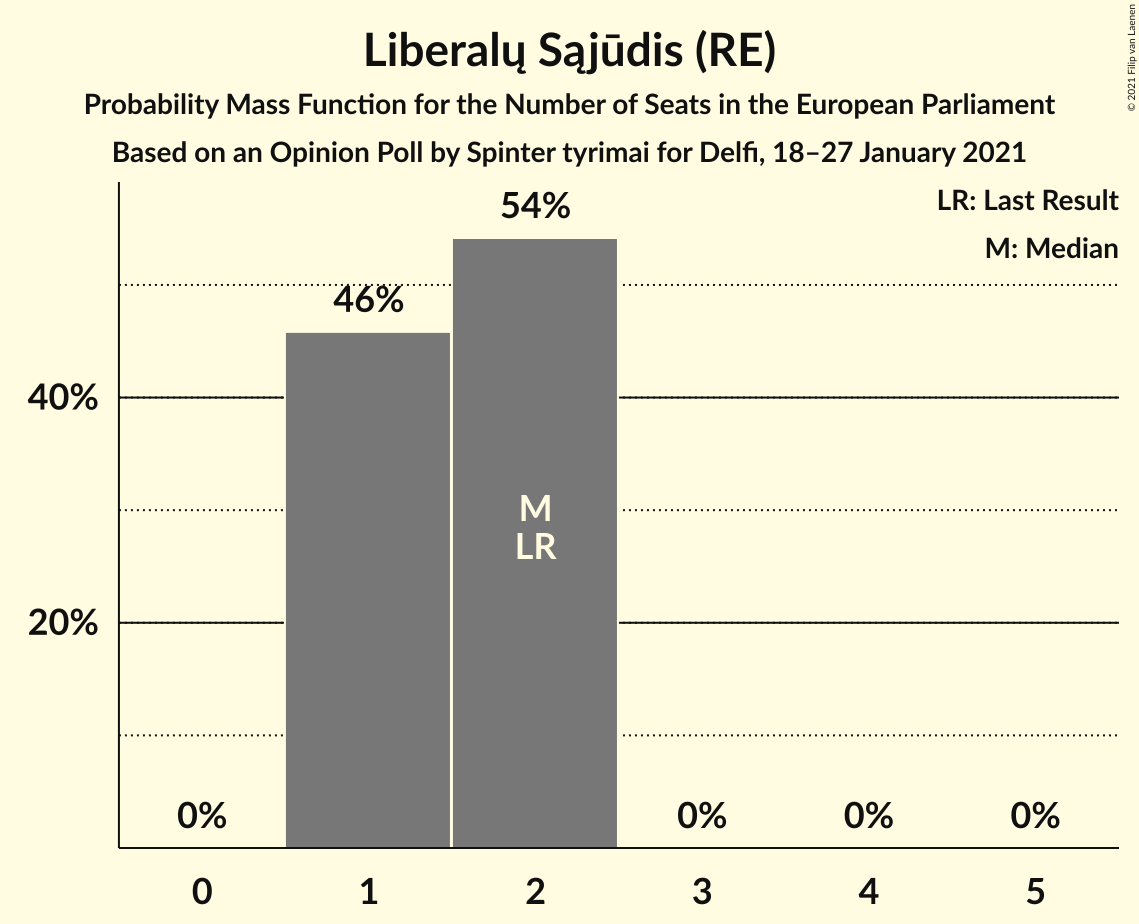 Liberalų Sąjūdis (RE)
Probability Mass Function for the Number of Seats in the European Parliament
Based on an Opinion Poll by Spinter tyrimai for Delfi, 18–27 January 2021
© 2021 Filip van Laenen
LR: Last Result
M: Median
54%
46%
40%
M
LR
20%
0%
0%
0%
0%
0
1
2
3
4
5